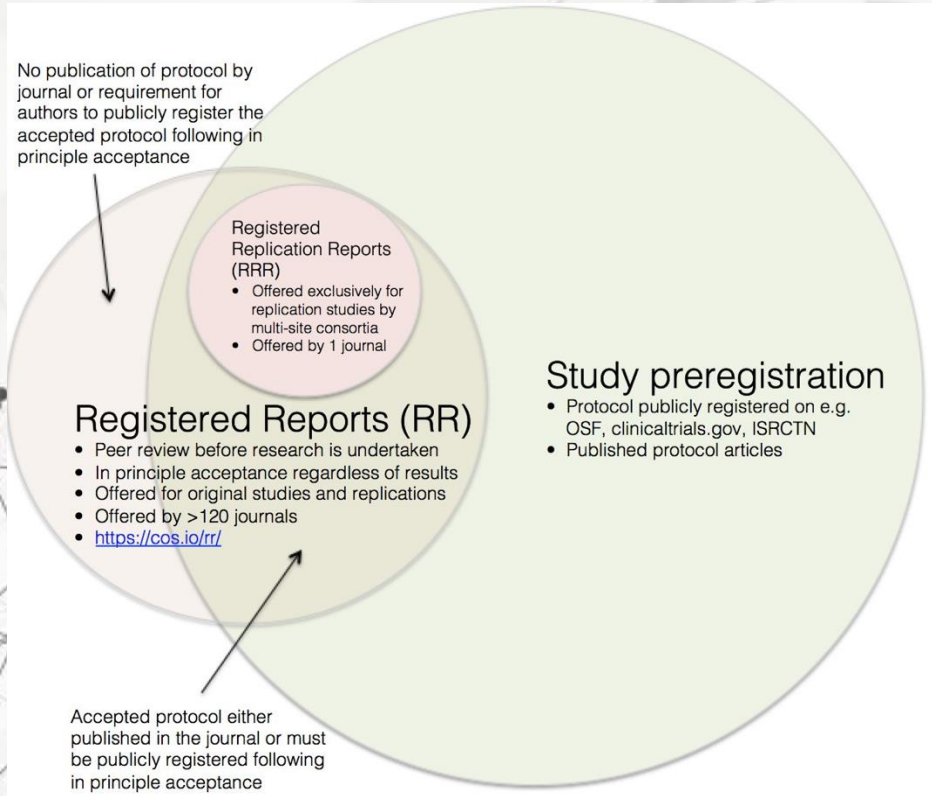 No publication of protocol by
journal or requirement for
authors to publicly register the
accepted protocol following in
principle acceptance
Registered
Replication Reports
(RRR)
• Offered exclusively for
replication studies by
multi-site consortia
• Offered by 1 journal
Registered Reports (RR)
• Peer review before research is undertaken
• In principle acceptance regardless of results
• Offered for original studies and replications
• Offered by >120 journals
• https://cos.io/rr/
Study preregistration
• Protocol publicly registered on e.g.
OSF, clinicaltrials.gov, ISRCTN
• Published protocol articles
Accepted protocol either
published in the journal or must
be publicly registered following
in principle acceptance